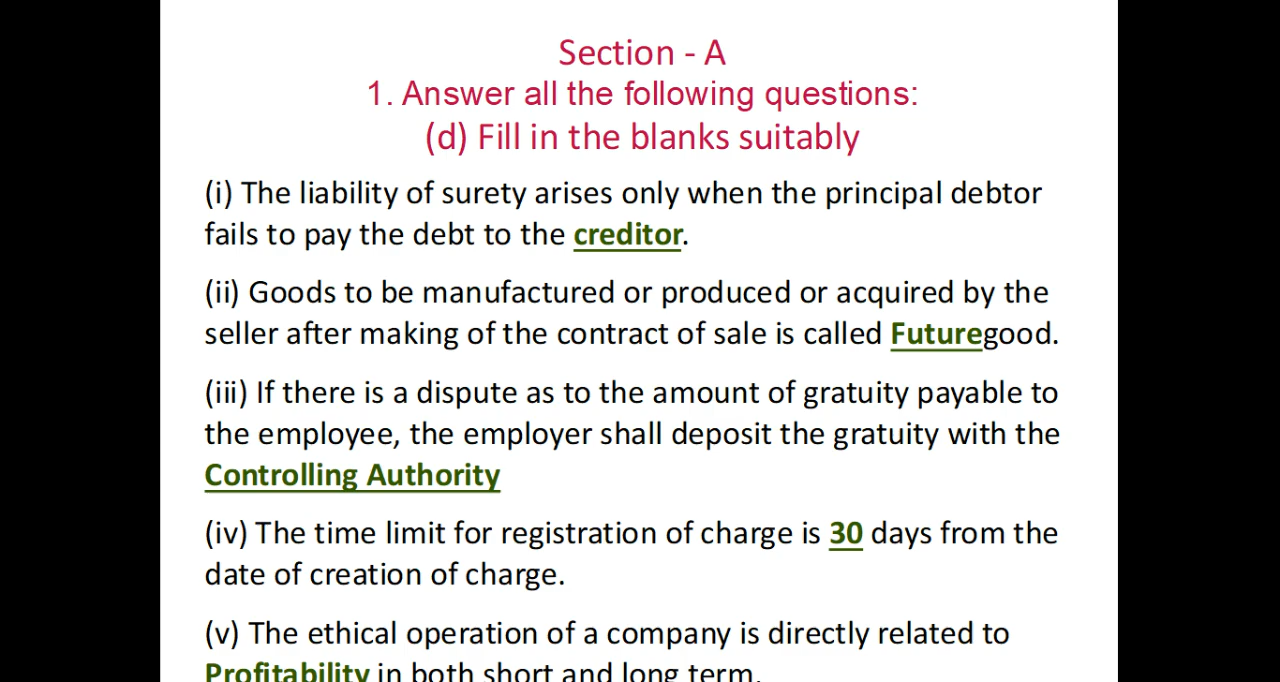 Section - A
1. Answer all the following questions:
(d) Fill in the blanks suitably
(i) The liability of surety arises only when the principal debtor
fails to pay the debt to the creditor.
(ii) Goods to be manufactured or produced or acquired by the
seller after making of the contract of sale is called Futuregood.
(iii) If there is a dispute as to the amount of gratuity payable to
the employee, the employer shall deposit the gratuity with the
Controlling Authority
(iv) The time limit for registration of charge is 30 days from the
date of creation of charge.
(v) The ethical operation of a company is directly related to
Profitability in both short and long term.